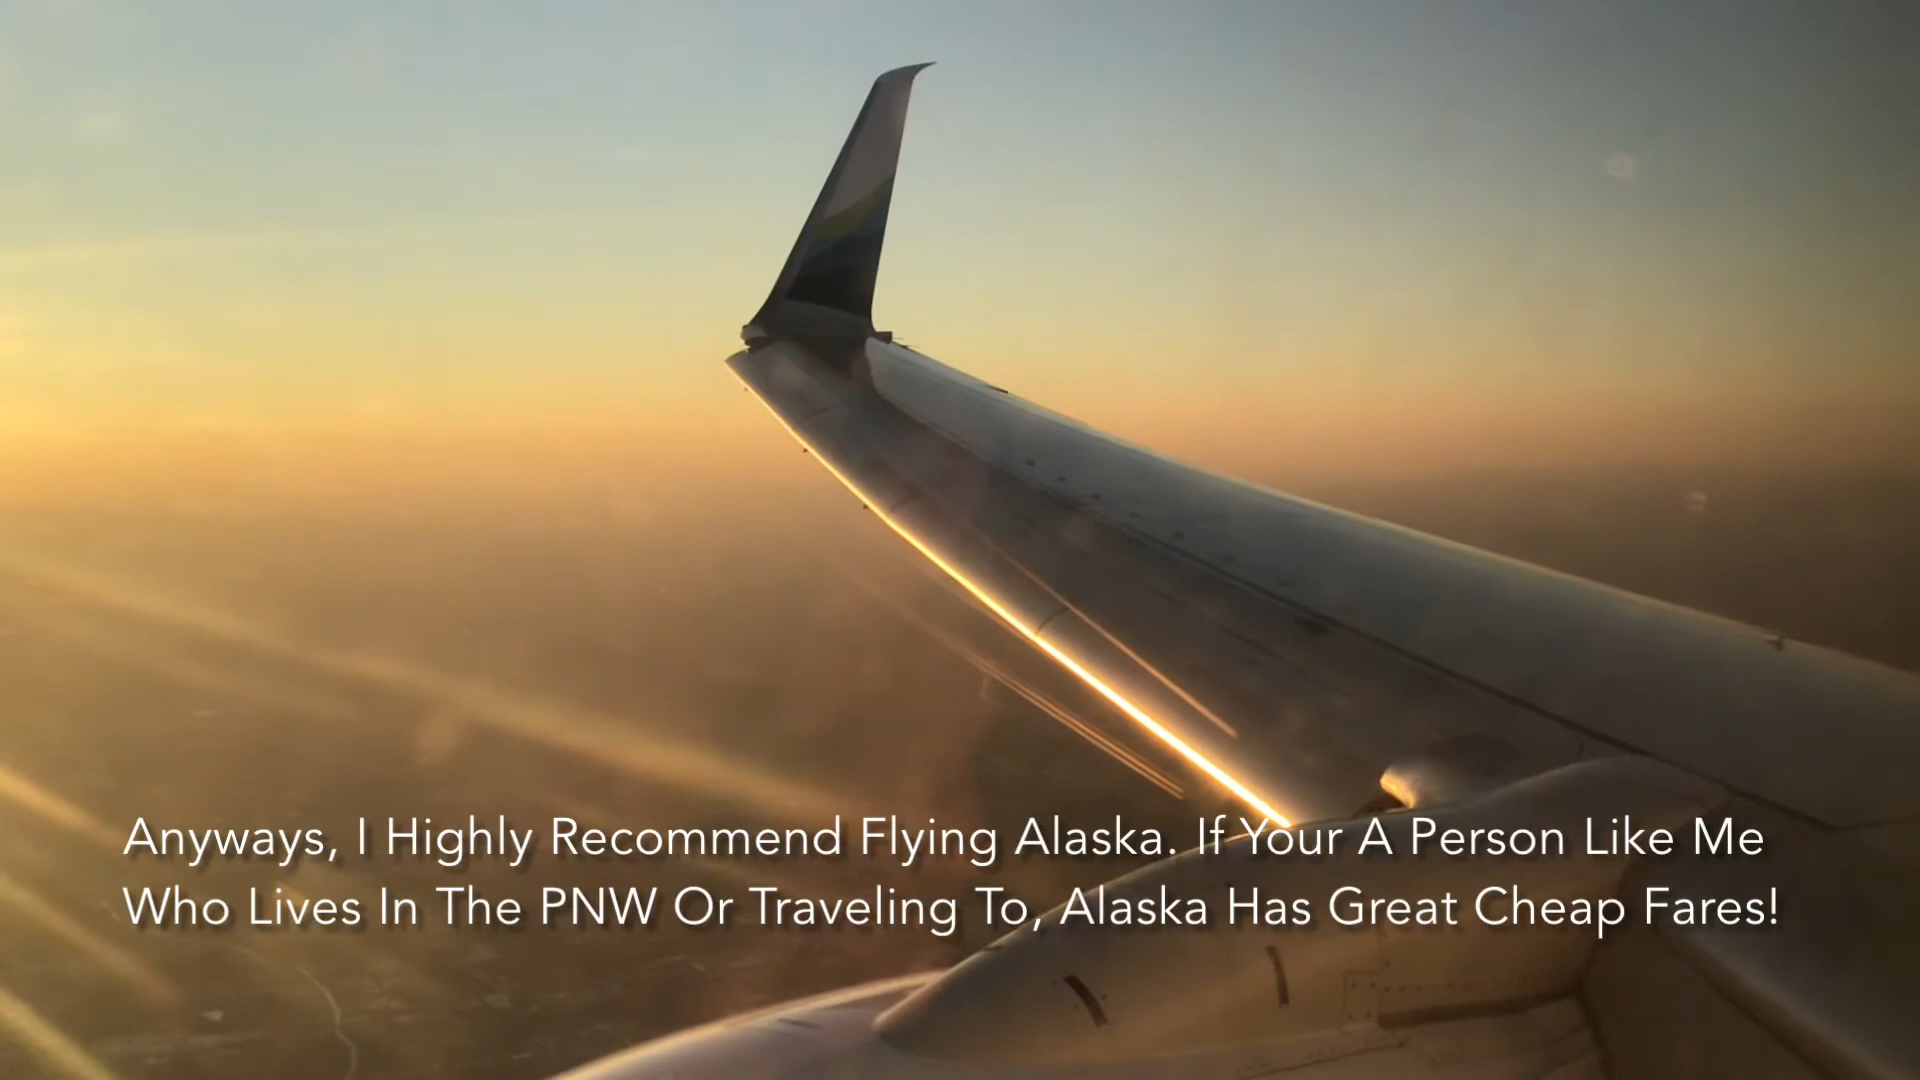 Anyways, I Highly Recommend Flying Alaska. If Your A Person Like Me
Who Lives In The PNW Or Traveling To, Alaska Has Great Cheap Fares!